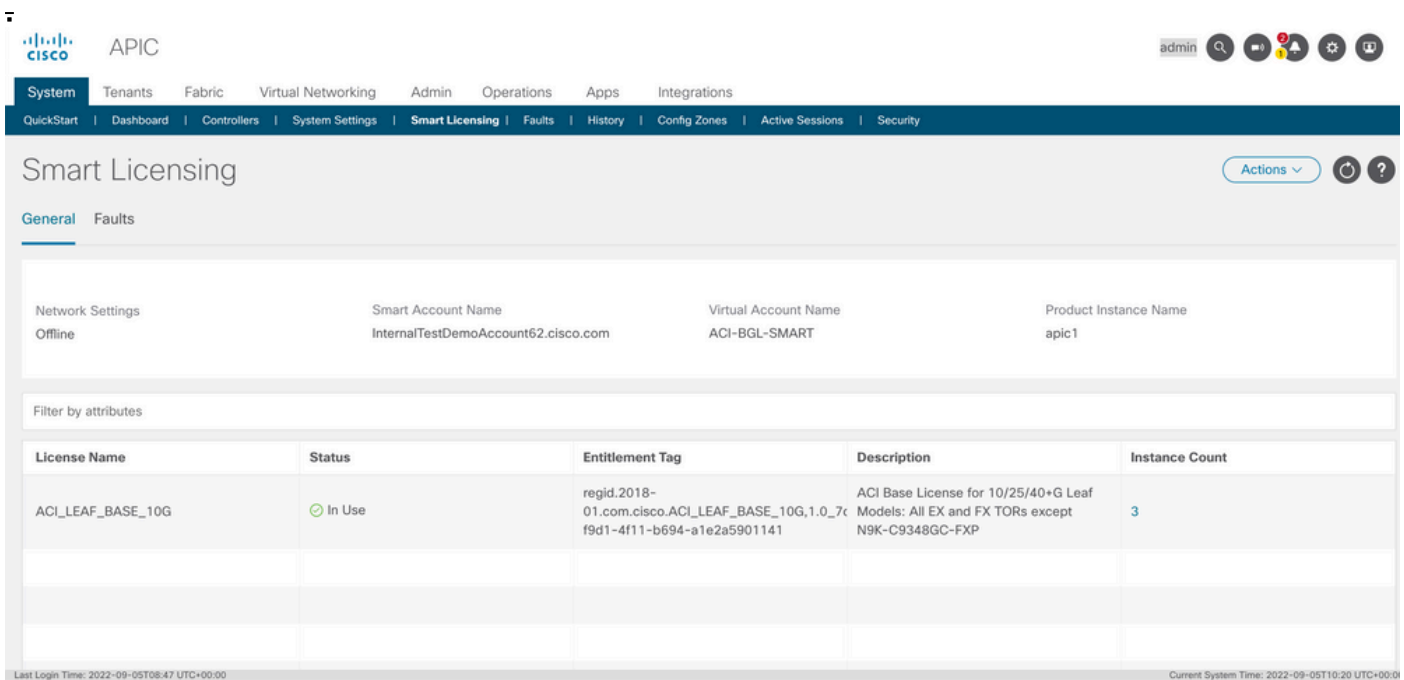 CISCO APIC admin 2 1
System Tenants Fabric Virtual Networking Admin Operations Apps Integrations
QuickStart | Dashboard | Controllers | System Settings | Smart Licensing | Faults | History | Config Zones | Active Sessions | Security
Smart Licensing Actions ?
General Faults
Network Settings Smart Account Name Virtual Account Name Product Instance Name
Offline InternalTestDemoAccount62.cisco.com ACI-BGL-SMART apic1
Filter by attributes
License Name Status Entitlement Tag Description Instance Count
regid.2018- ACI Base License for 10/25/40+G Leaf
ACI_LEAF_BASE_10G In Use 01.com.cisco.ACI_LEAF_BASE_10G,1.0_7c Models: All EX and FX TORs except 3
f9d1-4f11-b694-a1e2a5901141 N9K-C9348GC-FXP
Last Login Time: 2022-09-05T08:47 UTC+00:00 Current System Time: 2022-09-05T10:20 UTC+00:0